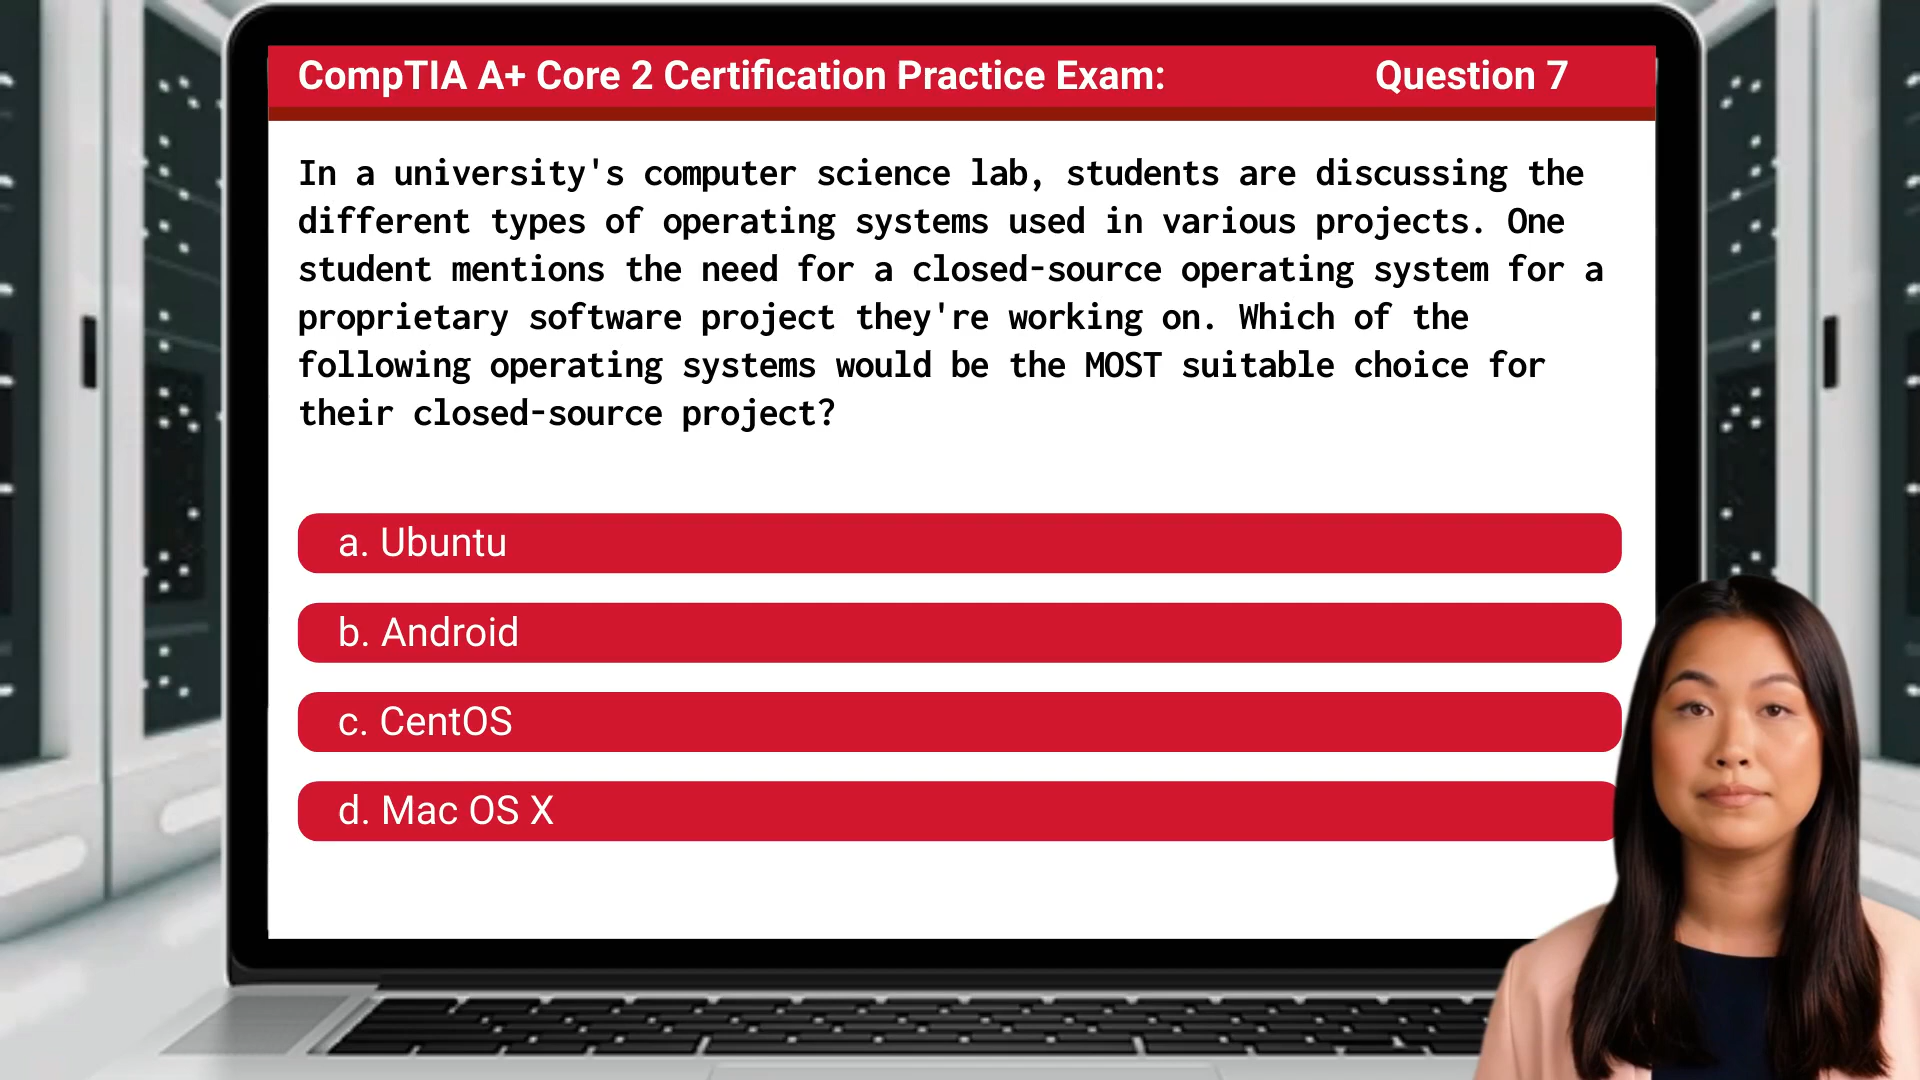 CompTIA A+ Core 2 Certification Practice Exam: Question 7
In a university's computer science lab, students are discussing the
different types of operating systems used in various projects. One
student mentions the need for a closed-source operating system for a
proprietary software project they're working on. Which of the
following operating systems would be the MOST suitable choice for
their closed-source project?
a. Ubuntu
b. Android
c. CentOS
d. Mac OS X